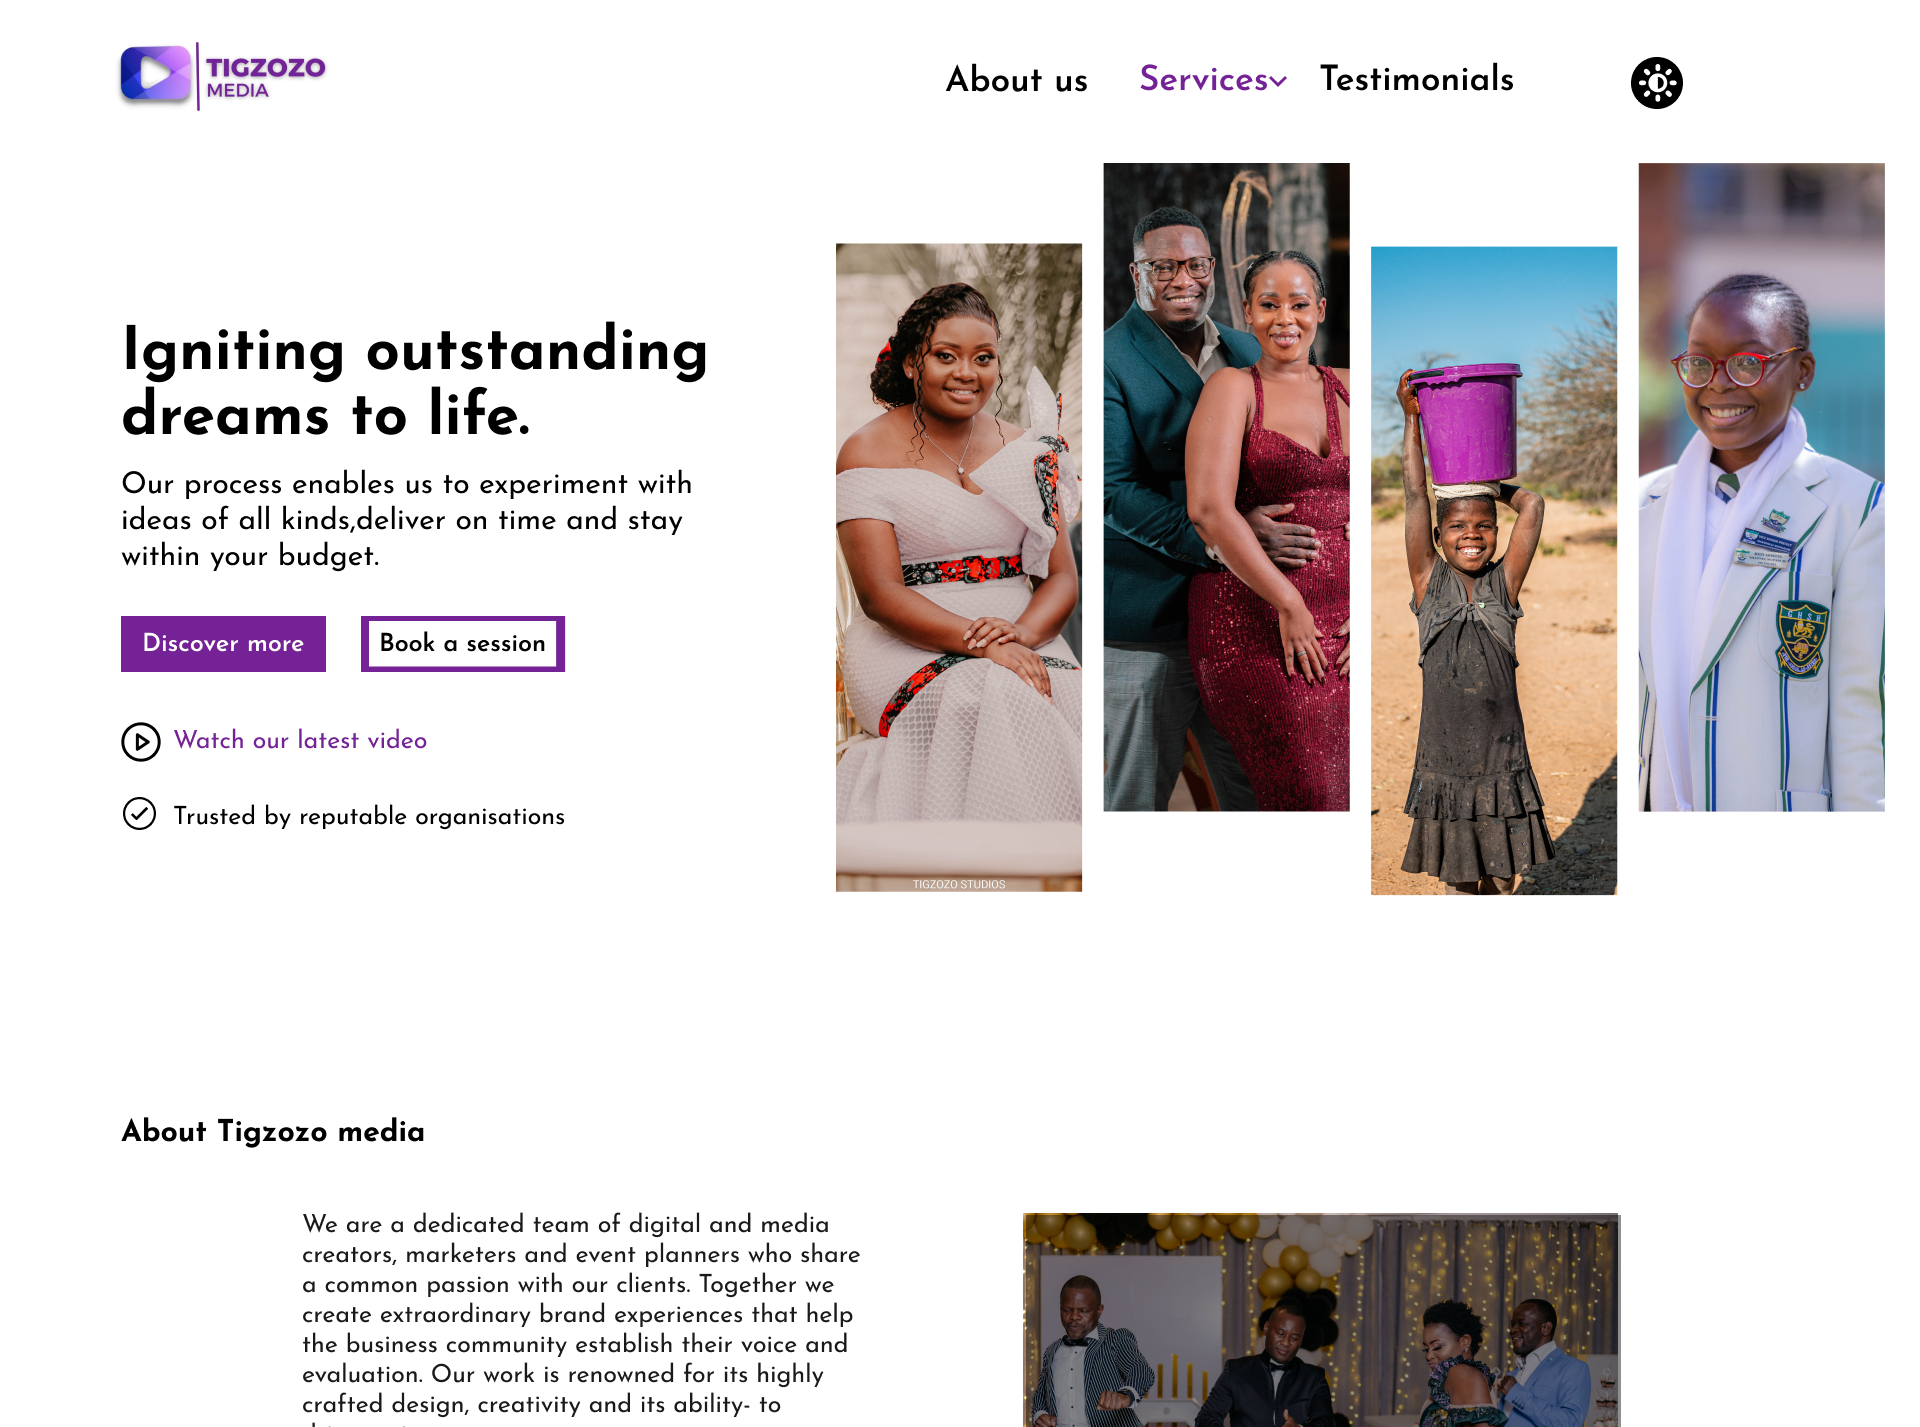 TIGZOZO
MEDIA
About us
Services
Testimonials
Igniting outstanding
dreams to life.
Our process enables us to experiment with
ideas of all kinds,deliver on time and stay
within your budget.
Discover more
Book a session
Watch our latest video
Trusted by reputable organisations
TIGZOZO STUDIOS
GHSH
About Tigzozo media
We are a dedicated team of digital and media
creators, marketers and event planners who share
a common passion with our clients. Together we
create extraordinary brand experiences that help
the business community establish their voice and
evaluation. Our work is renowned for its highly
crafted design, creativity and its ability- to